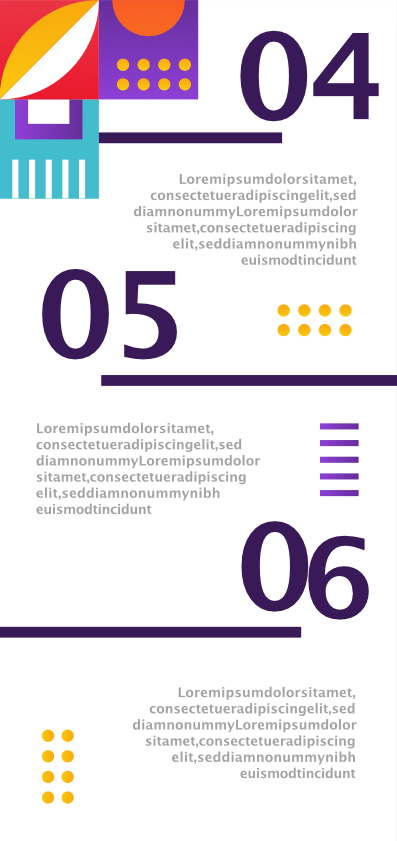 04
Loremipsumdolorsitamet,
consectetueradipiscingelit,sed
diamnonummyLoremipsumdolor
sitamet,consectetueradipiscing
elit,seddiamnonummynibh
euismodtincidunt
05
Loremipsumdolorsitamet,
consectetueradipiscingelit,sed
diamnonummyLoremipsumdolor
sitamet,consectetueradipiscing
elit,seddiamnonummynibh
euismodtincidunt
06
Loremipsumdolorsitamet,
consectetueradipiscingelit,sed
diamnonummyLoremipsumdolor
sitamet,consectetueradipiscing
elit,seddiamnonummynibh
euismodtincidunt